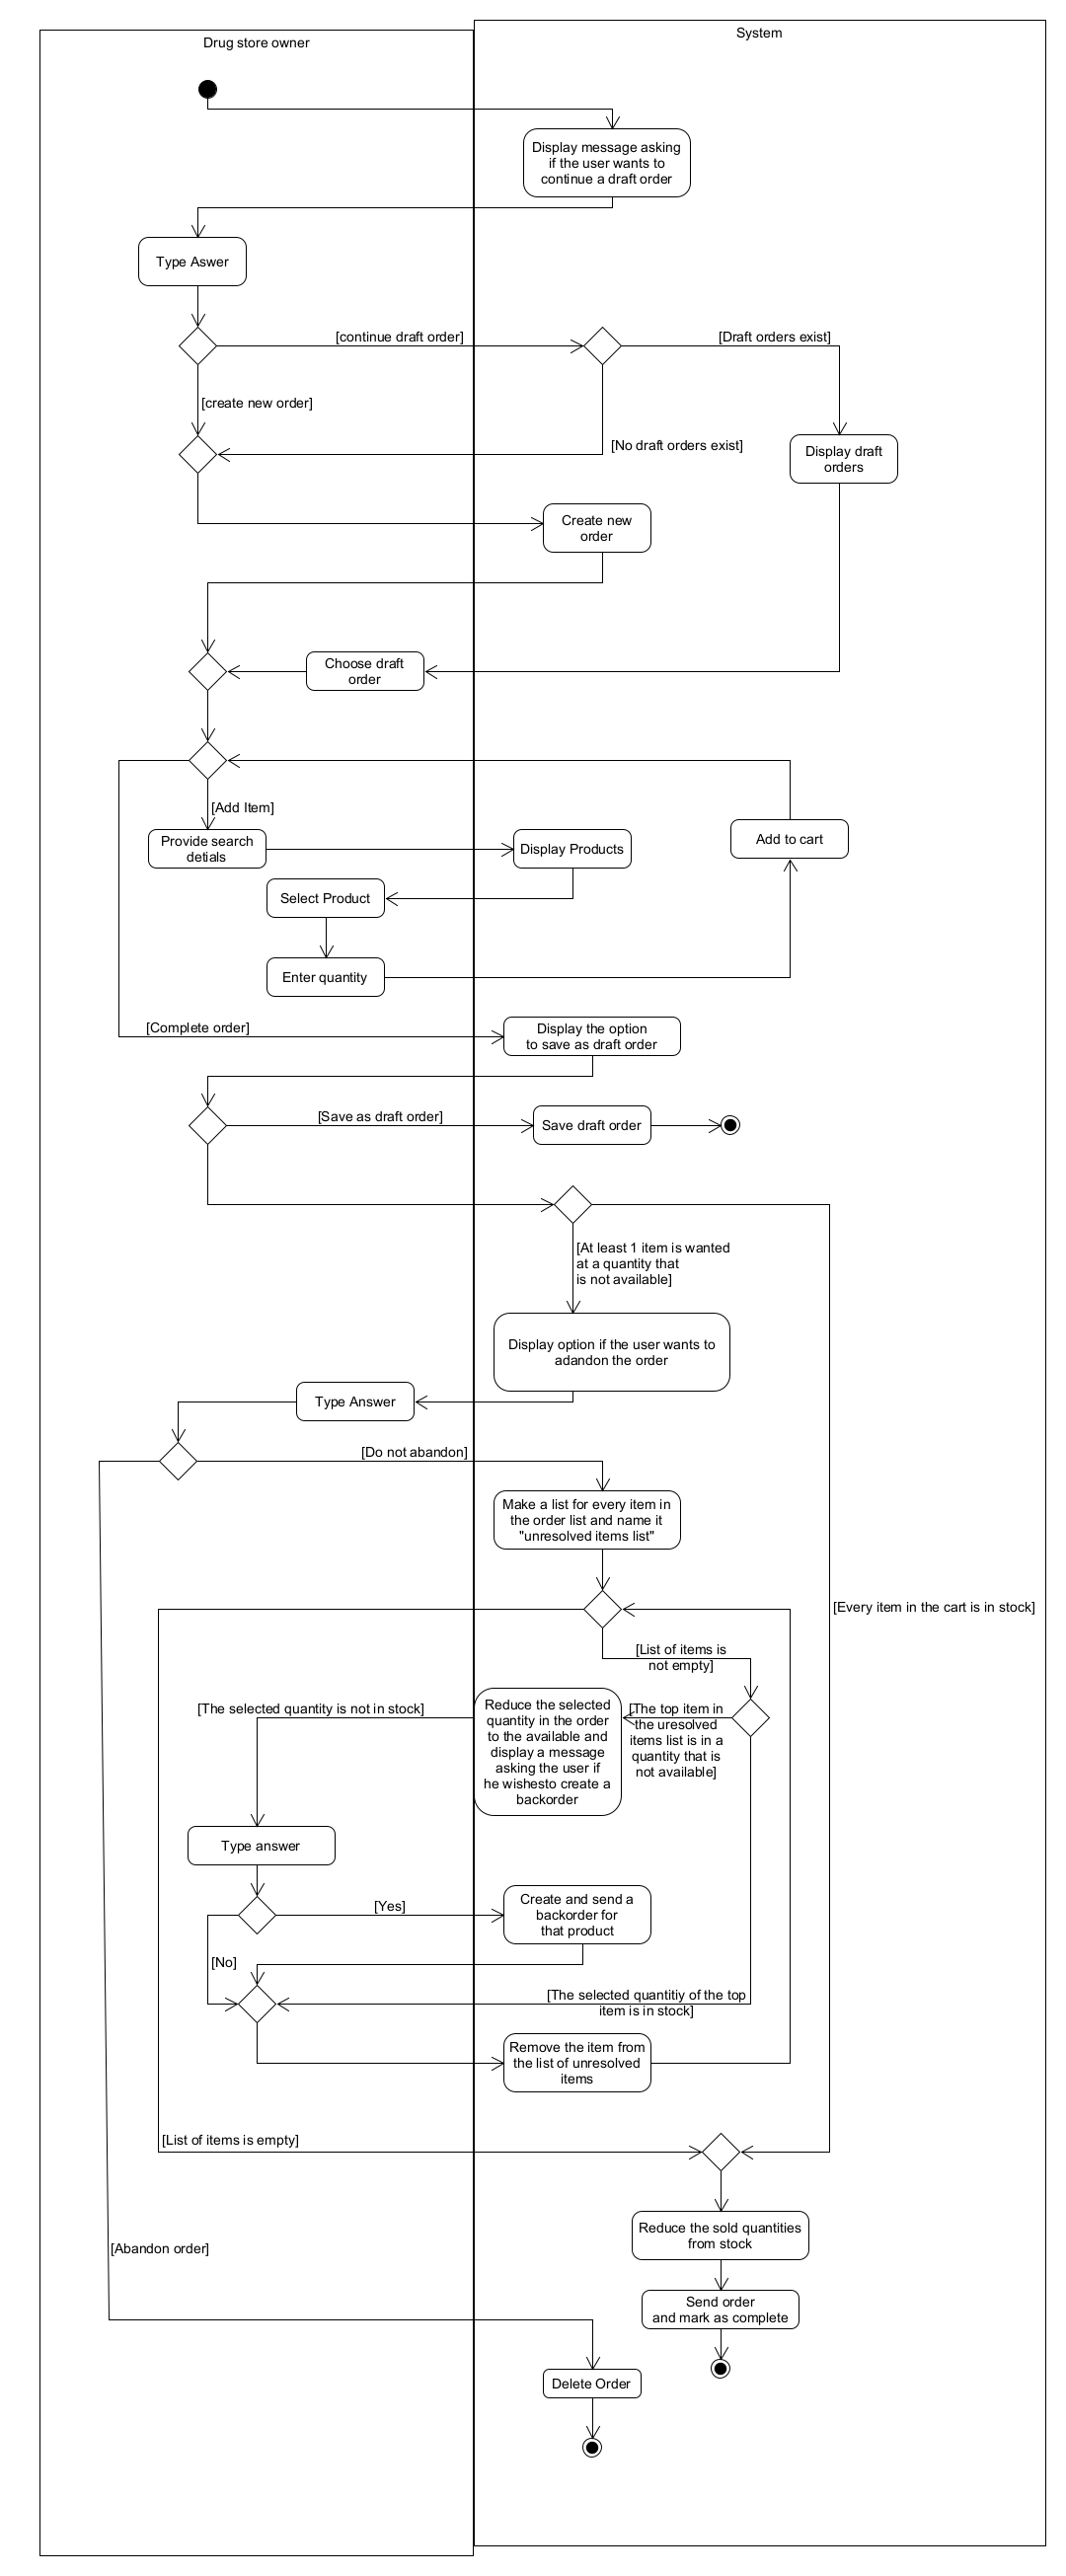 Drug store owner
System
Display message asking
if the user wants to
continue a draft order
Type Aswer
[continue draft order]
[Draft orders exist]
[create new order]
[No draft orders exist]
Display draft
orders
Create new
order
Choose draft
order
[Add Item]
Provide search
detials
Display Products
Add to cart
Select Product
Enter quantity
[Complete order]
Display the option
to save as draft order
[Save as draft order]
Save draft order
[At least 1 item is wanted
at a quantity that
is not available]
Display option if the user wants to
adandon the order
Type Answer
[Do not abandon]
Make a list for every item in
the order list and name it
"unresolved items list"
[Every item in the cart is in stock]
[List of items is
not empty]
[The selected quantity is not in stock]
Reduce the selected
quantity in the order
to the available and
display a message
asking the user if
he wishesto create a
backorder
[The top item in
the uresolved
items list is in a
quantity that is
not available]
Type answer
[Yes]
Create and send a
backorder for
that product
[No]
[The selected quantitiy of the top
item is in stock]
Remove the item from
the list of unresolved
items
[List of items is empty]
Reduce the sold quantities
from stock
[Abandon order]
Send order
and mark as complete
Delete Order